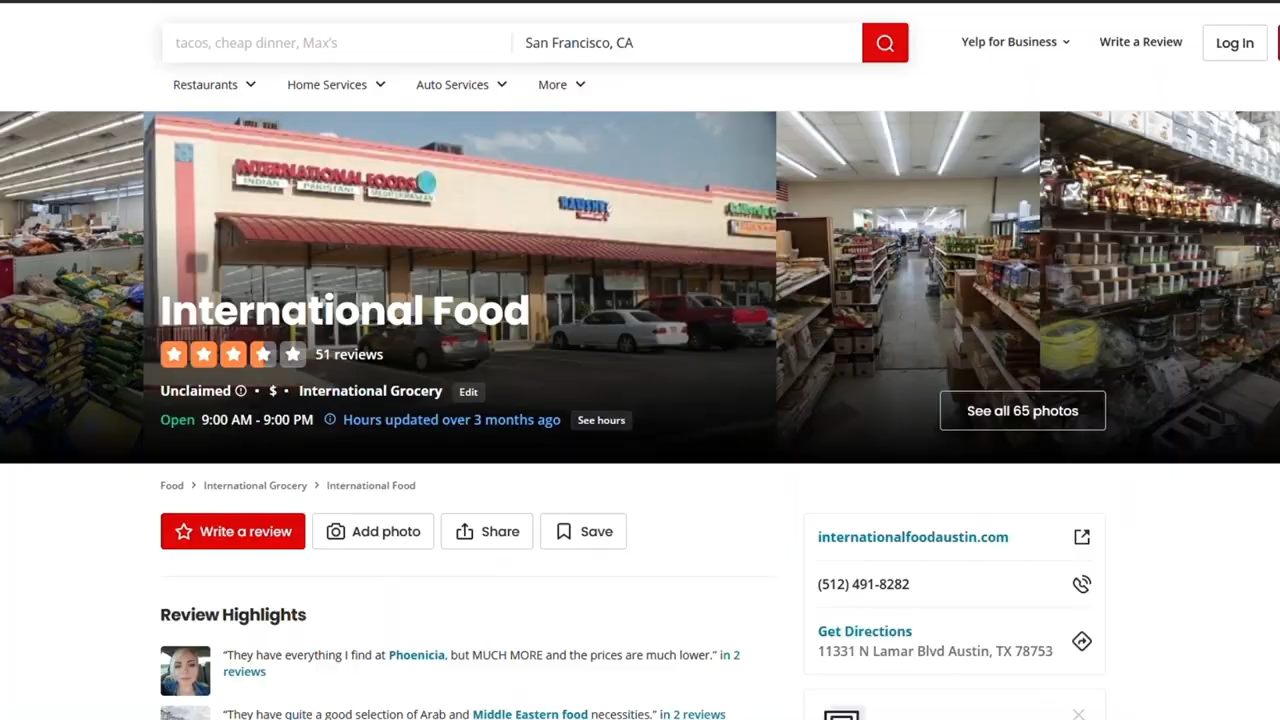 tacos, cheap dinner, Max's
San Francisco, CA
Yelp for Business
Write a Review
Log In
Restaurants
Home Services
Auto Services
More
INTERNATIONAL FOODS
INDIAN PAKISTANI MEDITERRANEAN
International Food
51 reviews
Unclaimed · $ · International Grocery Edit
Open 9:00 AM - 9:00 PM Hours updated over 3 months ago See hours
See all 65 photos
Food > International Grocery > International Food
Write a review
Add photo
Share
Save
internationalfoodaustin.com
(512) 491-8282
Get Directions
11331 N Lamar Blvd Austin, TX 78753
Review Highlights
"They have everything I find at Phoenicia, but MUCH MORE and the prices are much lower." in 2
reviews
"They have quite a good selection of Arab and Middle Eastern food necessities." in 2 reviews